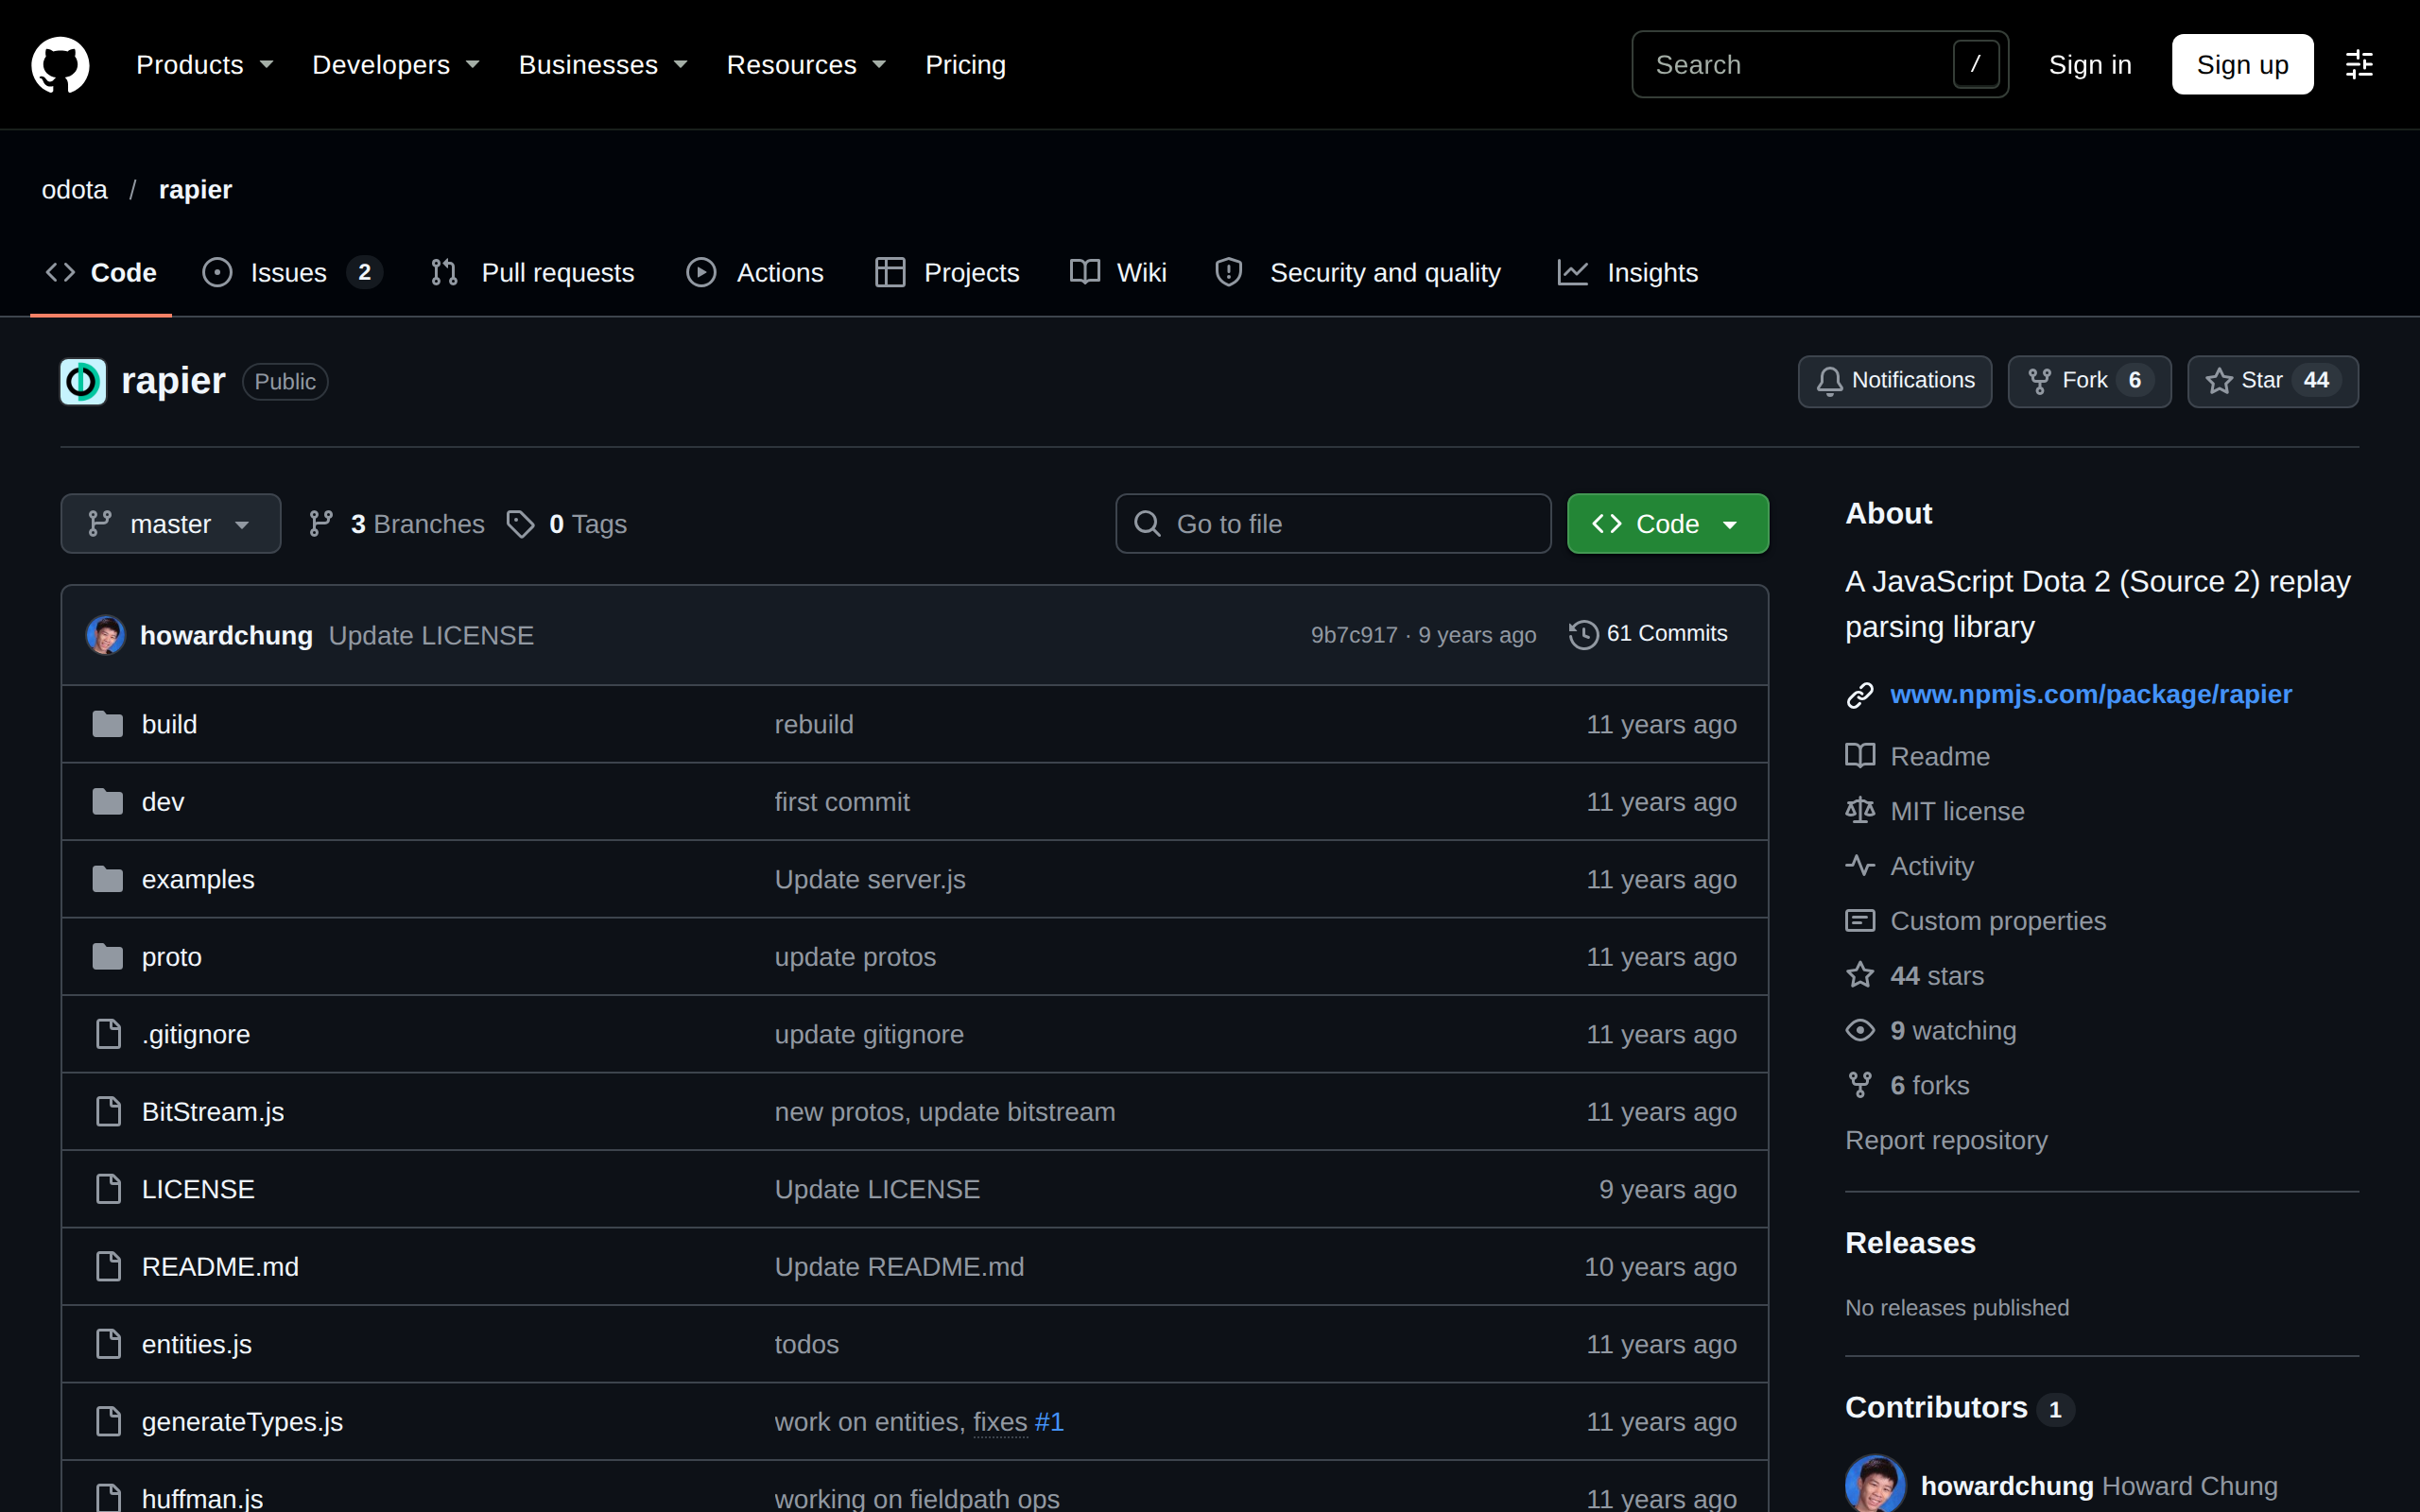 Products Developers Businesses Resources Pricing Search / Sign in Sign up
odota / rapier
Code Issues 2 Pull requests Actions Projects Wiki Security and quality Insights
rapier Public Notifications Fork 6 Star 44
master 3 Branches 0 Tags Go to file Code
howardchung Update LICENSE 9b7c917 · 9 years ago 61 Commits
build rebuild 11 years ago
dev first commit 11 years ago
examples Update server.js 11 years ago
proto update protos 11 years ago
.gitignore update gitignore 11 years ago
BitStream.js new protos, update bitstream 11 years ago
LICENSE Update LICENSE 9 years ago
README.md Update README.md 10 years ago
entities.js todos 11 years ago
generateTypes.js work on entities, fixes #1 11 years ago
huffman.js working on fieldpath ops 11 years ago
About
A JavaScript Dota 2 (Source 2) replay
parsing library
www.npmjs.com/package/rapier
Readme
MIT license
Activity
Custom properties
44 stars
9 watching
6 forks
Report repository
Releases
No releases published
Contributors 1
howardchung Howard Chung